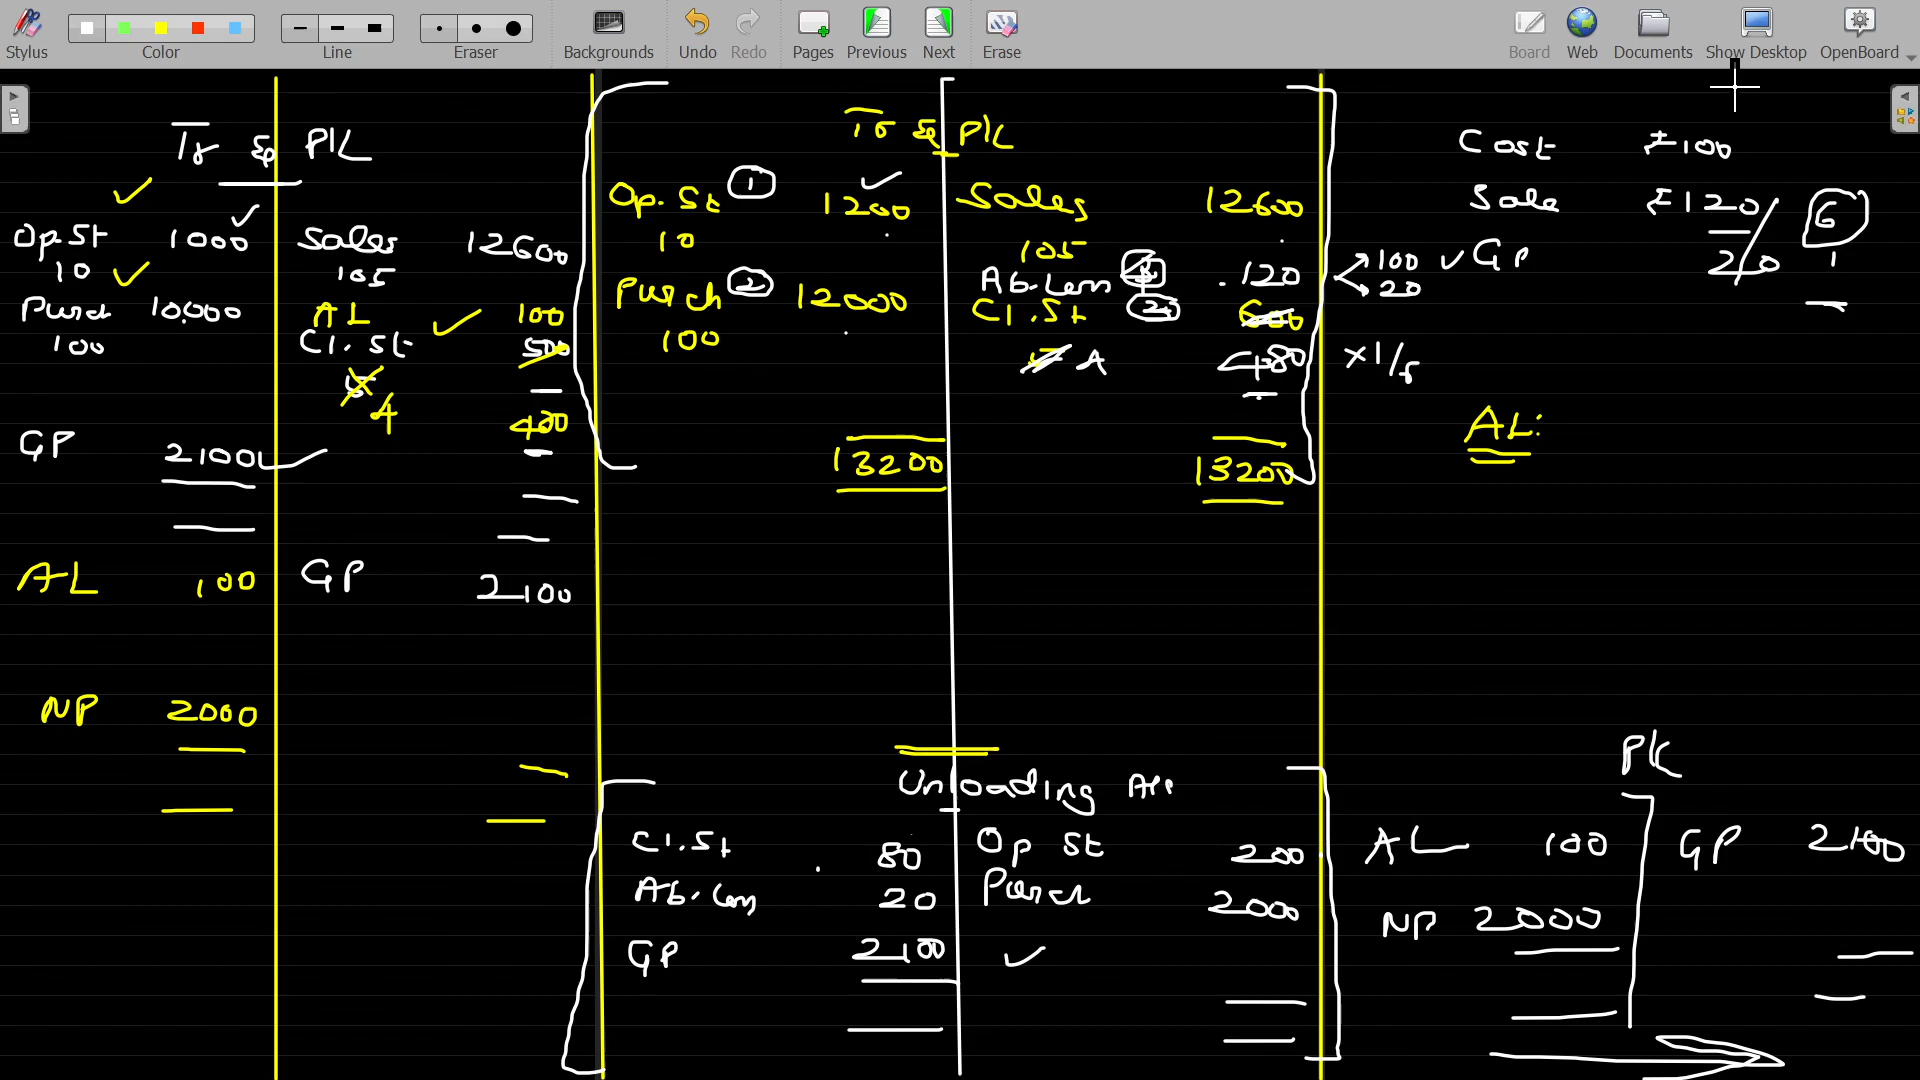 Stylus Color Line Eraser Backgrounds Undo Redo Pages Previous Next Erase Board Web Documents Show Desktop OpenBoard
Tr & P/L
Op.St 1000 Sales 12600
10 105
Purch 10,000 AL 100
100 Cl.St 500
5 4
400
GP 2100
AL 100 GP 2100
NP 2000
Tr & P/L
Op.St 1 1200 Sales 12600
10 105
Purch 2 12000 Ab.Loss 120
100 Cl.St 2 600
480
13200 13200
Cost ₹100
Sale ₹120
GP 20
6
1
100
20
×1/6
AL:
Unloading A/c
Cl.St 80 Op St 200
Ab.Loss 20 Purch 2000
GP 2100
P/L
AL 100 GP 2100
NP 2000